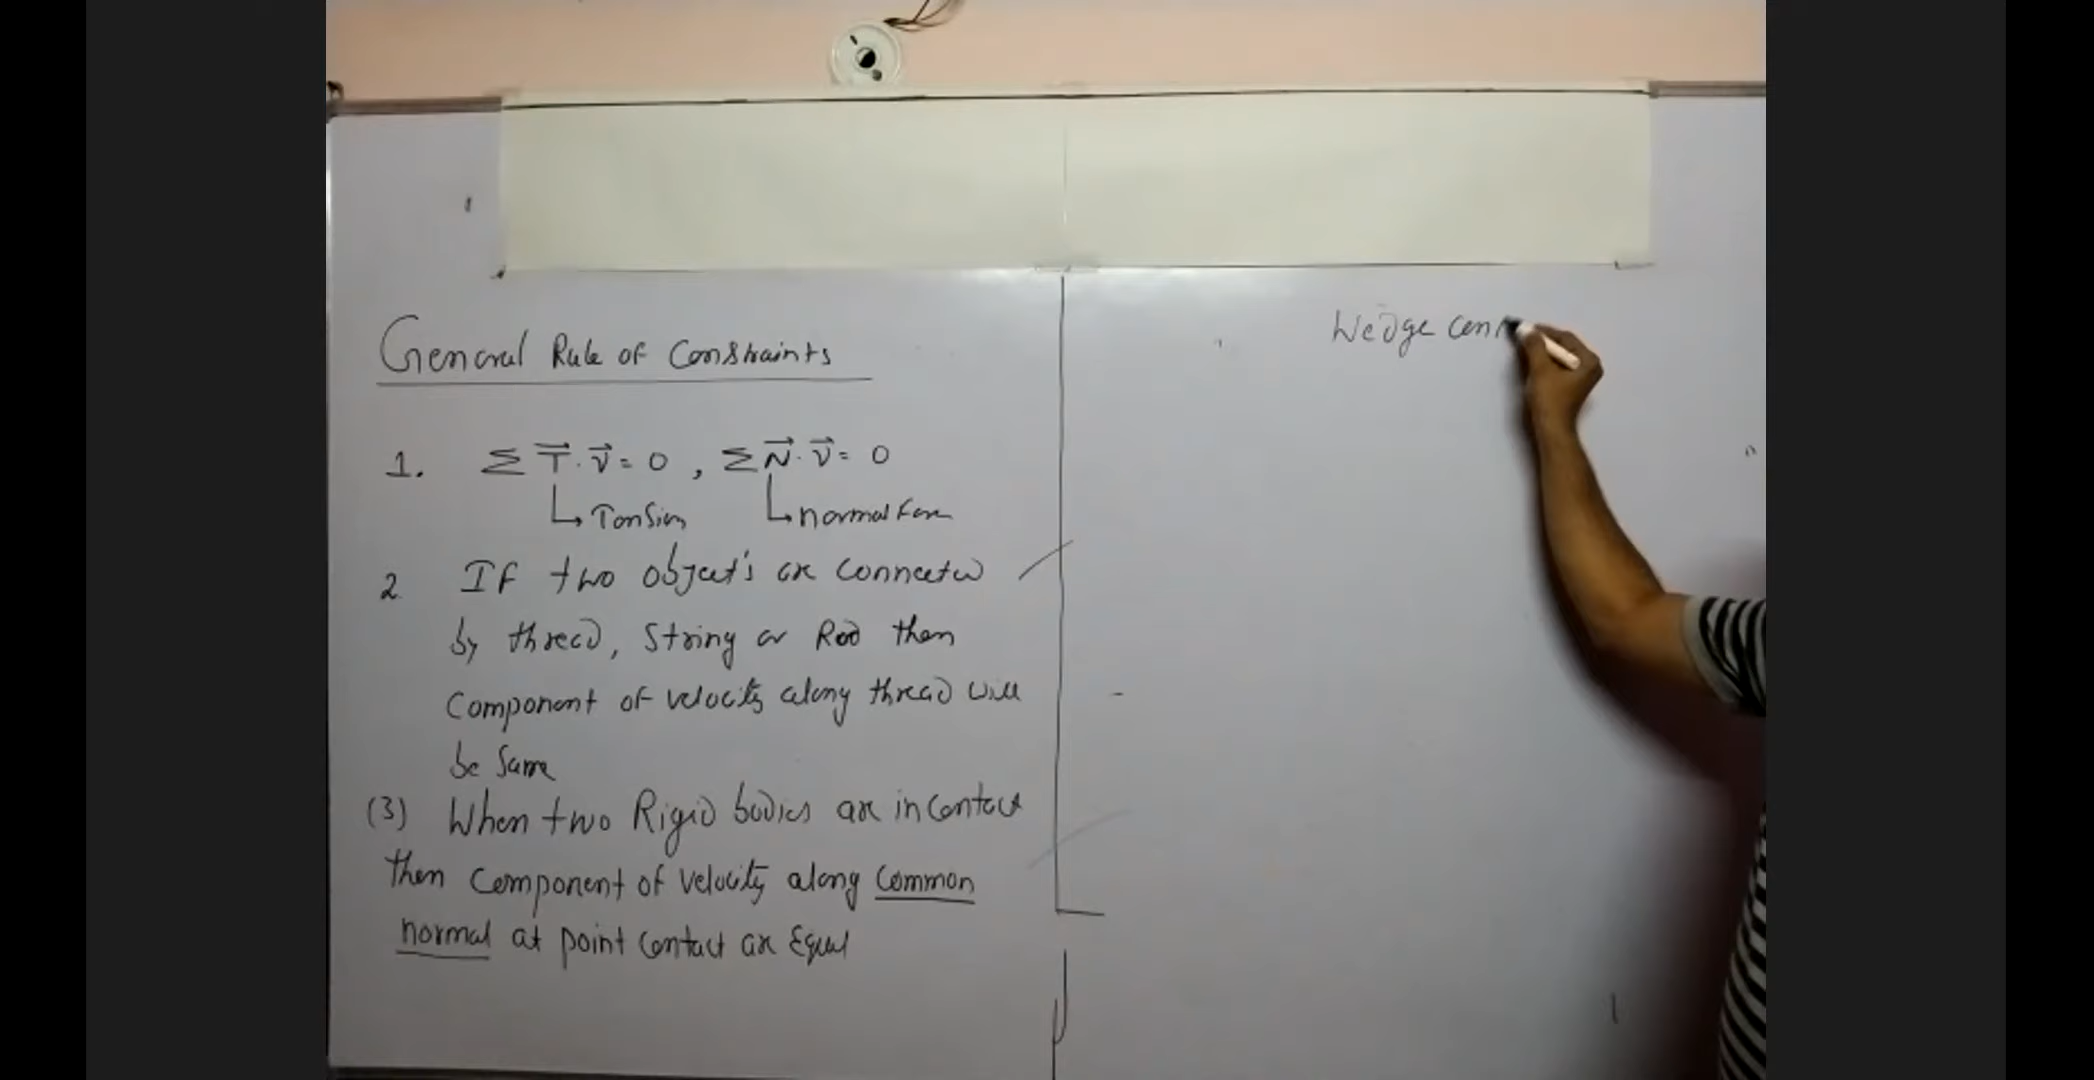 General Rule of Constraints
1. Σ T⃗ . v⃗ = 0 , Σ N⃗ . v⃗ = 0
↳ Tension ↳ normal Force
2. If two object's are connected
by thread, String or Rod then
Component of velocity along thread will
be Same
(3) When two Rigid bodies are in Contact
then Component of velocity along Common
normal at point Contact are Equal
Wedge con